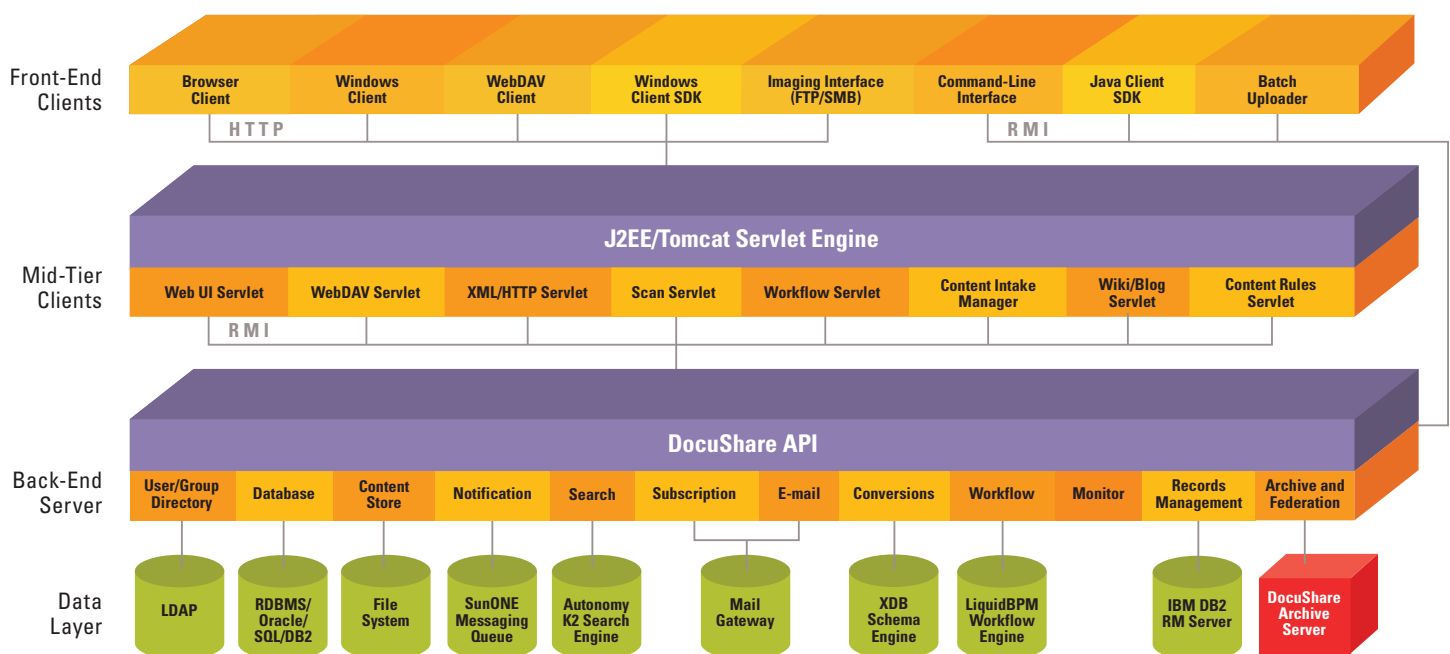 Front-End
Clients
Browser
Client
Windows
Client
WebDAV
Client
Windows
Client SDK
Imaging Interface
(FTP/SMB)
Command-Line
Interface
Java Client
SDK
Batch
Uploader
HTTP
RMI
J2EE/Tomcat Servlet Engine
Mid-Tier
Clients
Web UI Servlet
WebDAV Servlet
XML/HTTP Servlet
Scan Servlet
Workflow Servlet
Content Intake
Manager
Wiki/Blog
Servlet
Content Rules
Servlet
RMI
DocuShare API
Back-End
Server
User/Group
Directory
Database
Content
Store
Notification
Search
Subscription
E-mail
Conversions
Workflow
Monitor
Records
Management
Archive and
Federation
Data
Layer
LDAP
RDBMS/
Oracle/
SQL/DB2
File
System
SunONE
Messaging
Queue
Autonomy
K2 Search
Engine
Mail
Gateway
XDB
Schema
Engine
LiquidBPM
Workflow
Engine
IBM DB2
RM Server
DocuShare
Archive
Server